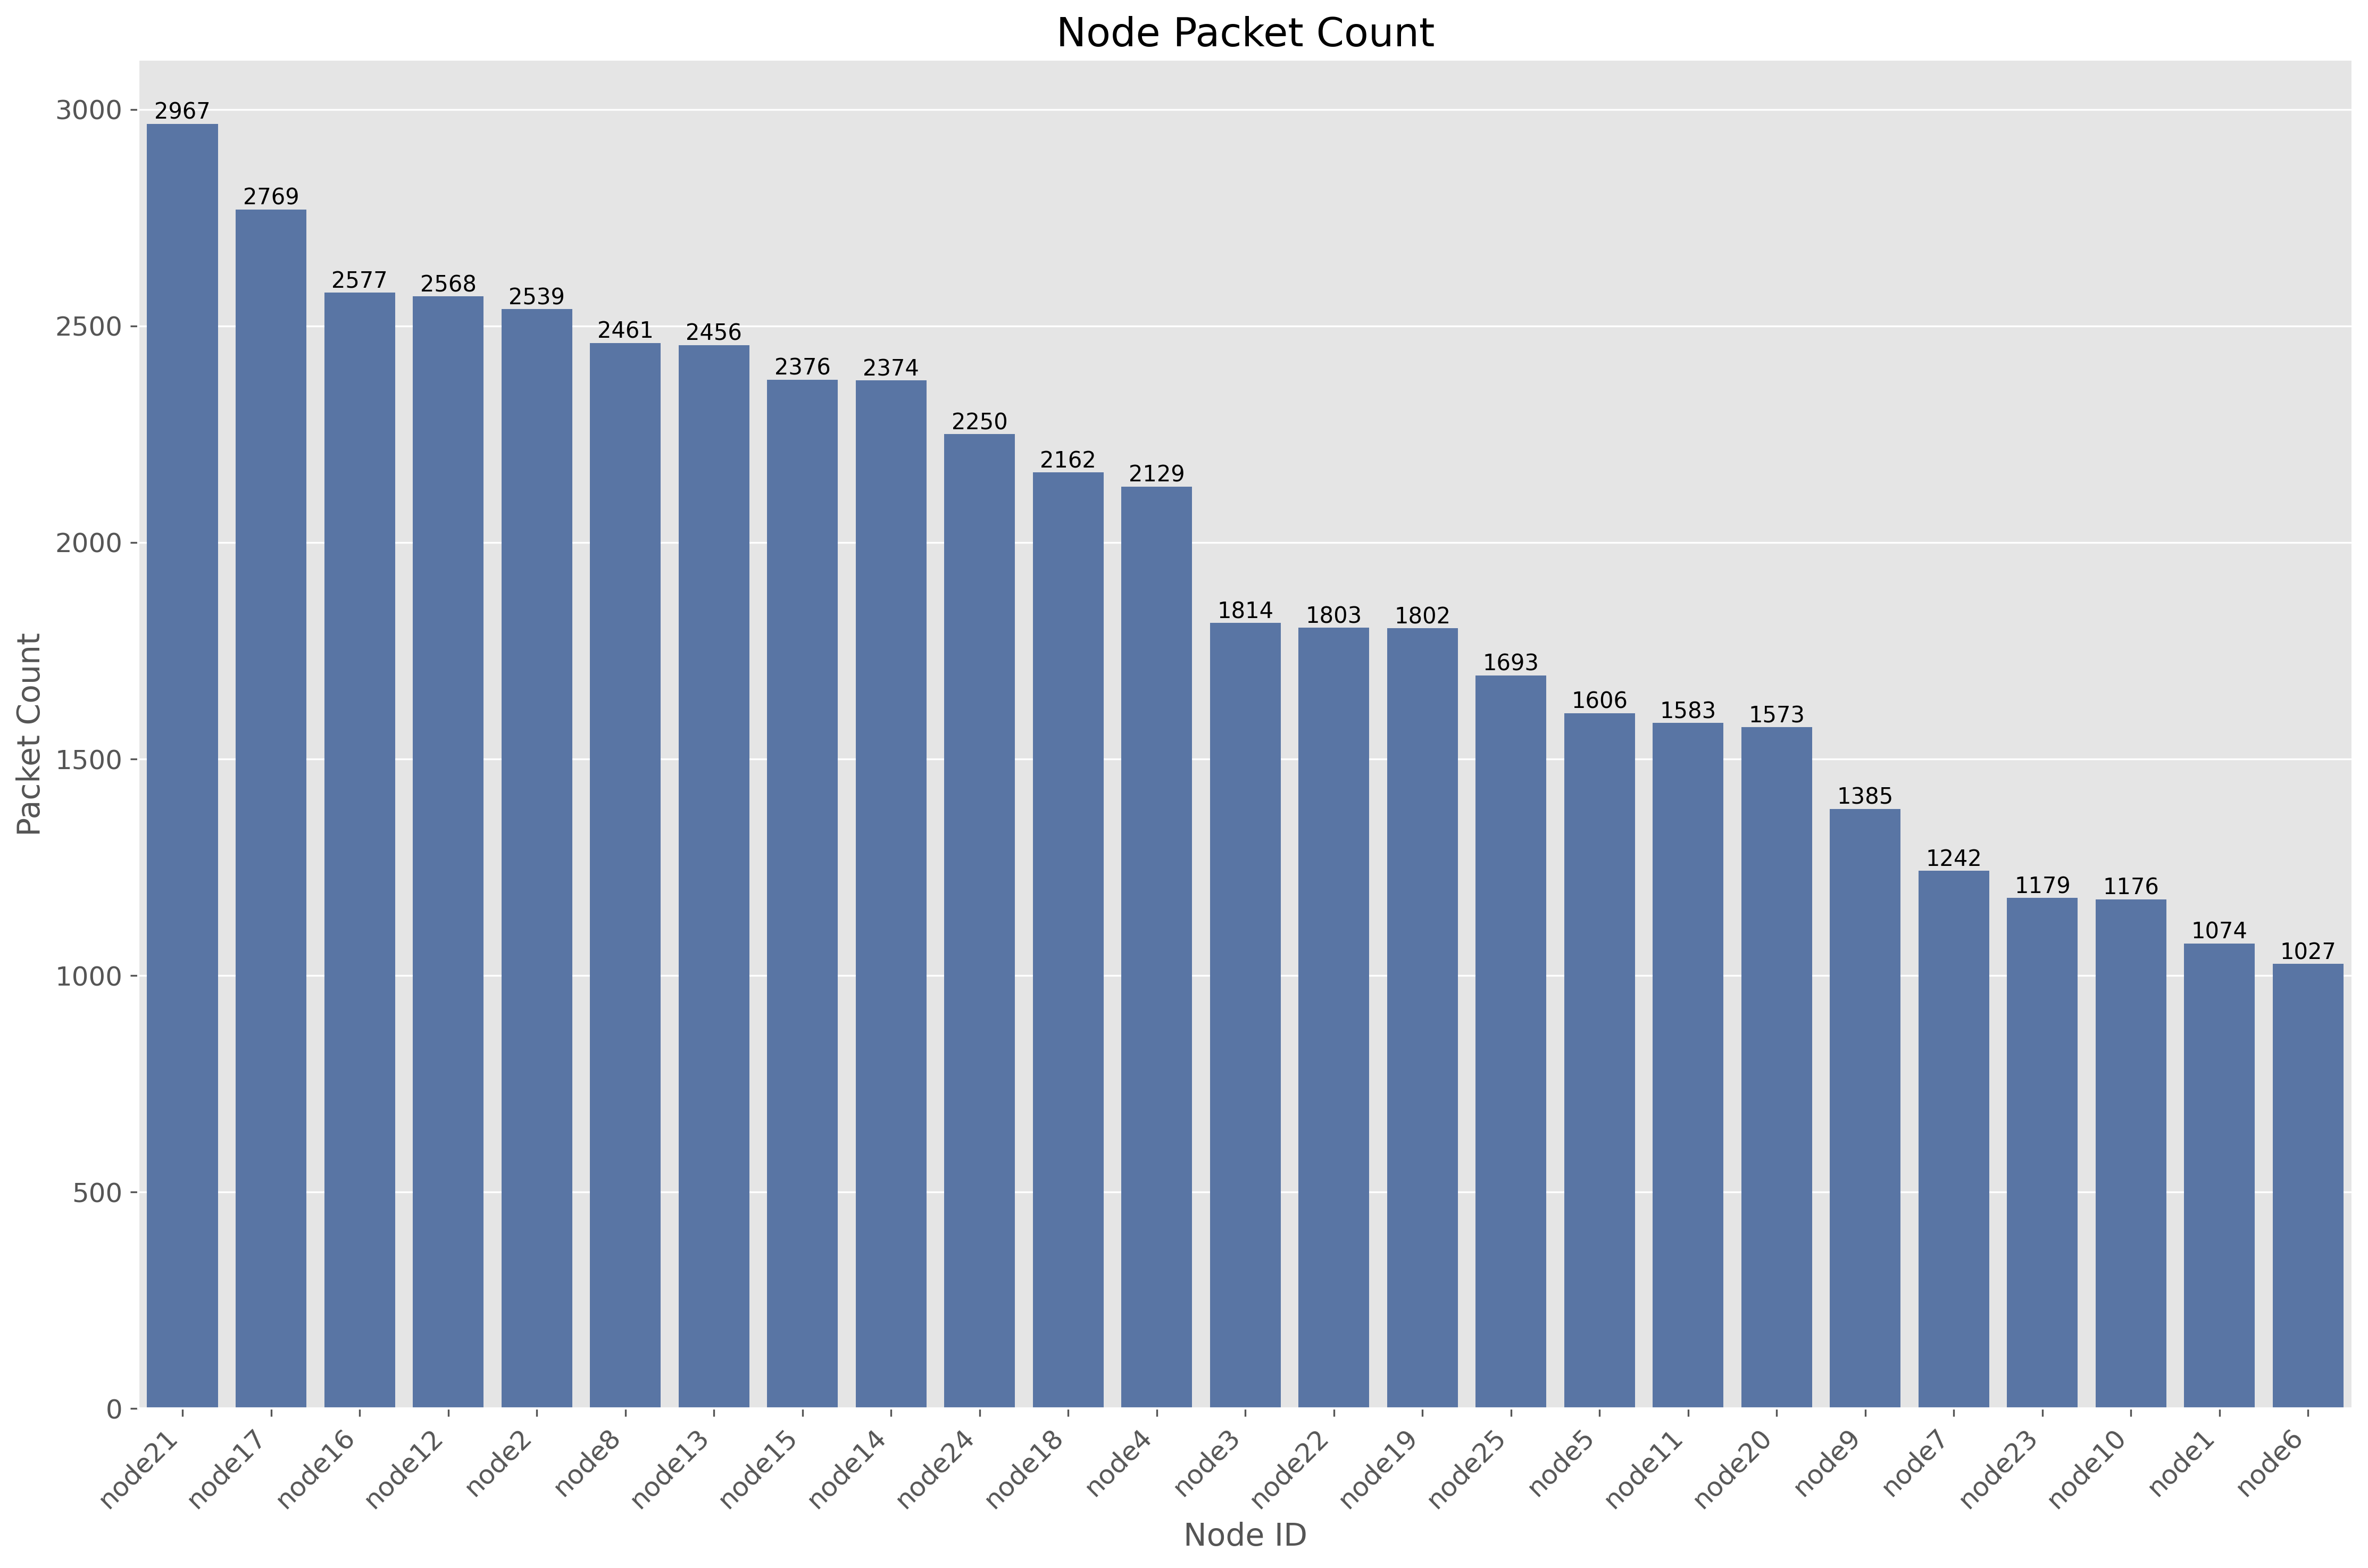 Node Packet Count
Packet Count
3000
2500
2000
1500
1000
500
0
2967
2769
2577
2568
2539
2461
2456
2376
2374
2250
2162
2129
1814
1803
1802
1693
1606
1583
1573
1385
1242
1179
1176
1074
1027
node21
node17
node16
node12
node2
node8
node13
node15
node14
node24
node18
node4
node3
node22
node19
node25
node5
node11
node20
node9
node7
node23
node10
node1
node6
Node ID